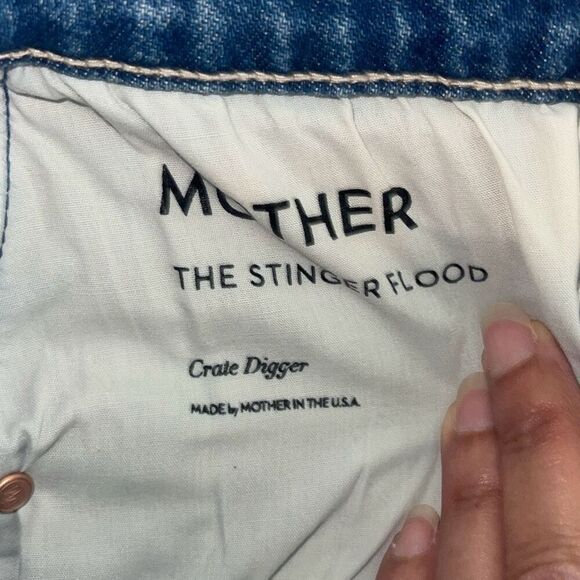 MOTHER
THE STINGER FLOOD
Crate Digger
MADE by MOTHER IN THE U.S.A.